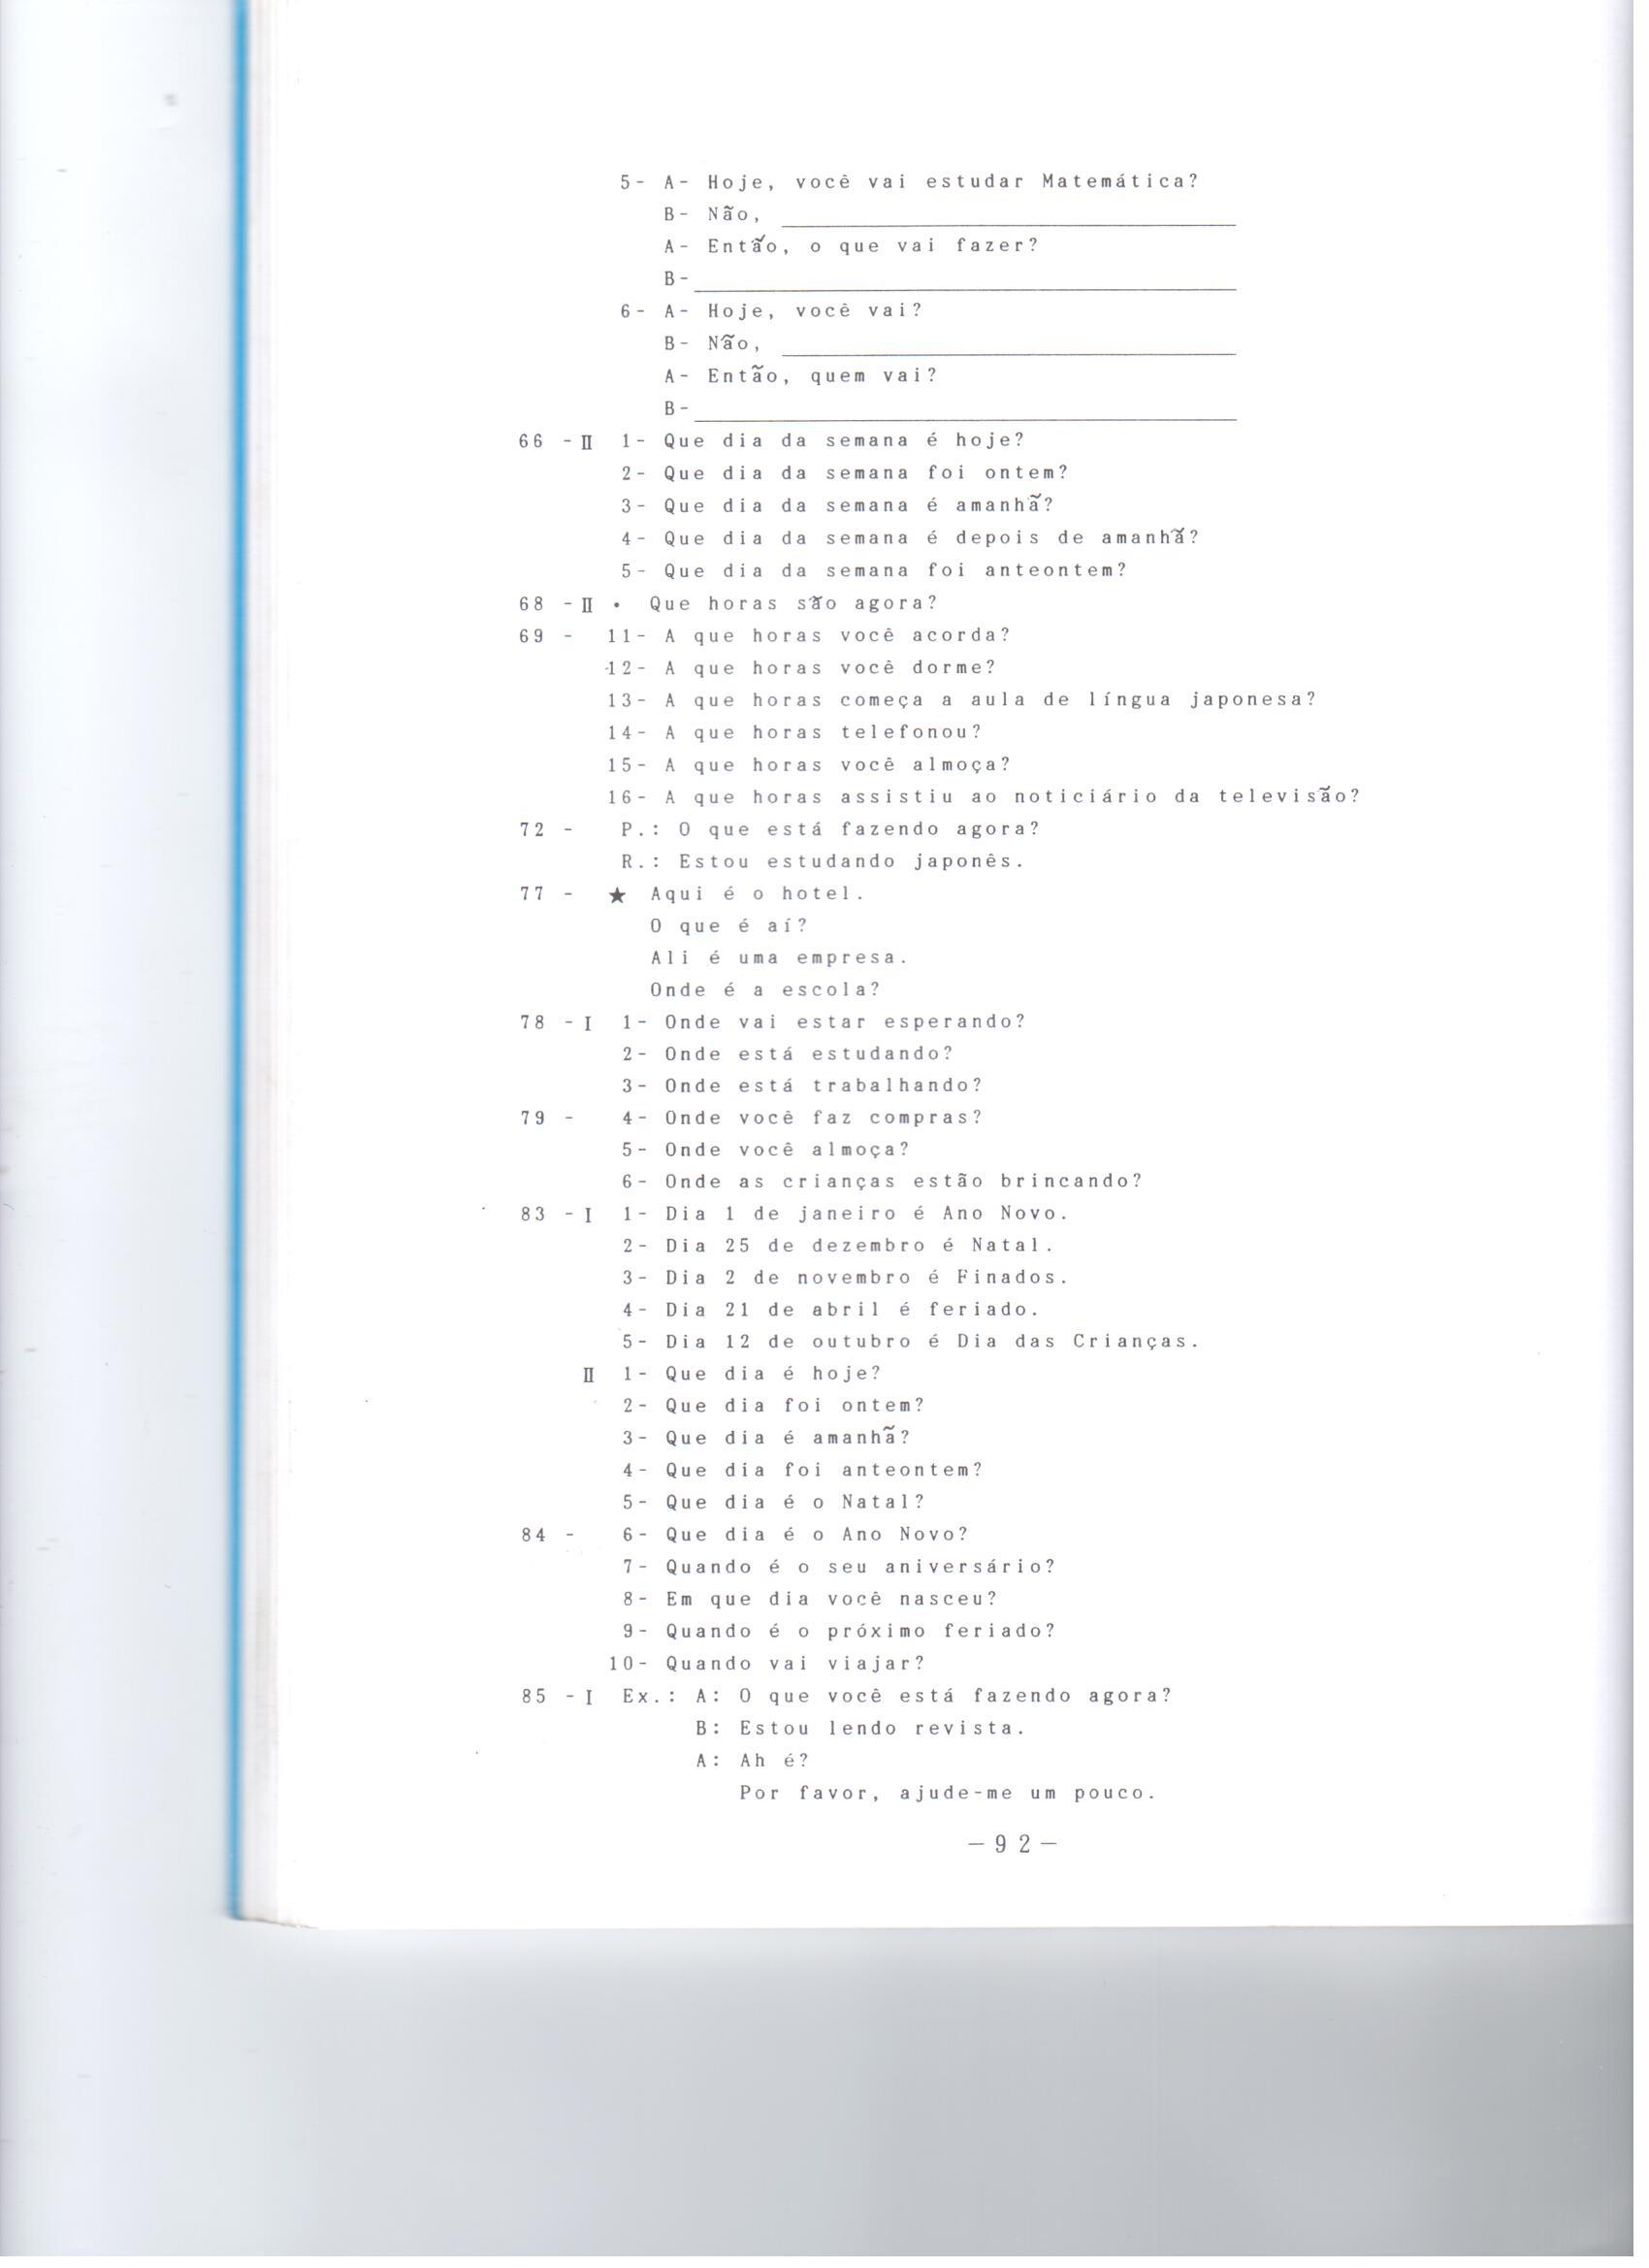 5- A- Hoje, você vai estudar Matemática?
B- Não, ____________________
A- Então, o que vai fazer?
B- ____________________
6- A- Hoje, você vai?
B- Não, ____________________
A- Então, quem vai?
B- ____________________
66 - II 1- Que dia da semana é hoje?
2- Que dia da semana foi ontem?
3- Que dia da semana é amanhã?
4- Que dia da semana é depois de amanhã?
5- Que dia da semana foi anteontem?
68 - II • Que horas são agora?
69 - 11- A que horas você acorda?
12- A que horas você dorme?
13- A que horas começa a aula de língua japonesa?
14- A que horas telefonou?
15- A que horas você almoça?
16- A que horas assistiu ao noticiário da televisão?
72 - P.: O que está fazendo agora?
R.: Estou estudando japonês.
77 - ★ Aqui é o hotel.
O que é aí?
Ali é uma empresa.
Onde é a escola?
78 - I 1- Onde vai estar esperando?
2- Onde está estudando?
3- Onde está trabalhando?
79 - 4- Onde você faz compras?
5- Onde você almoça?
6- Onde as crianças estão brincando?
83 - I 1- Dia 1 de janeiro é Ano Novo.
2- Dia 25 de dezembro é Natal.
3- Dia 2 de novembro é Finados.
4- Dia 21 de abril é feriado.
5- Dia 12 de outubro é Dia das Crianças.
II 1- Que dia é hoje?
2- Que dia foi ontem?
3- Que dia é amanhã?
4- Que dia foi anteontem?
5- Que dia é o Natal?
84 - 6- Que dia é o Ano Novo?
7- Quando é o seu aniversário?
8- Em que dia você nasceu?
9- Quando é o próximo feriado?
10- Quando vai viajar?
85 - I Ex.: A: O que você está fazendo agora?
B: Estou lendo revista.
A: Ah é?
Por favor, ajude-me um pouco.
—92—